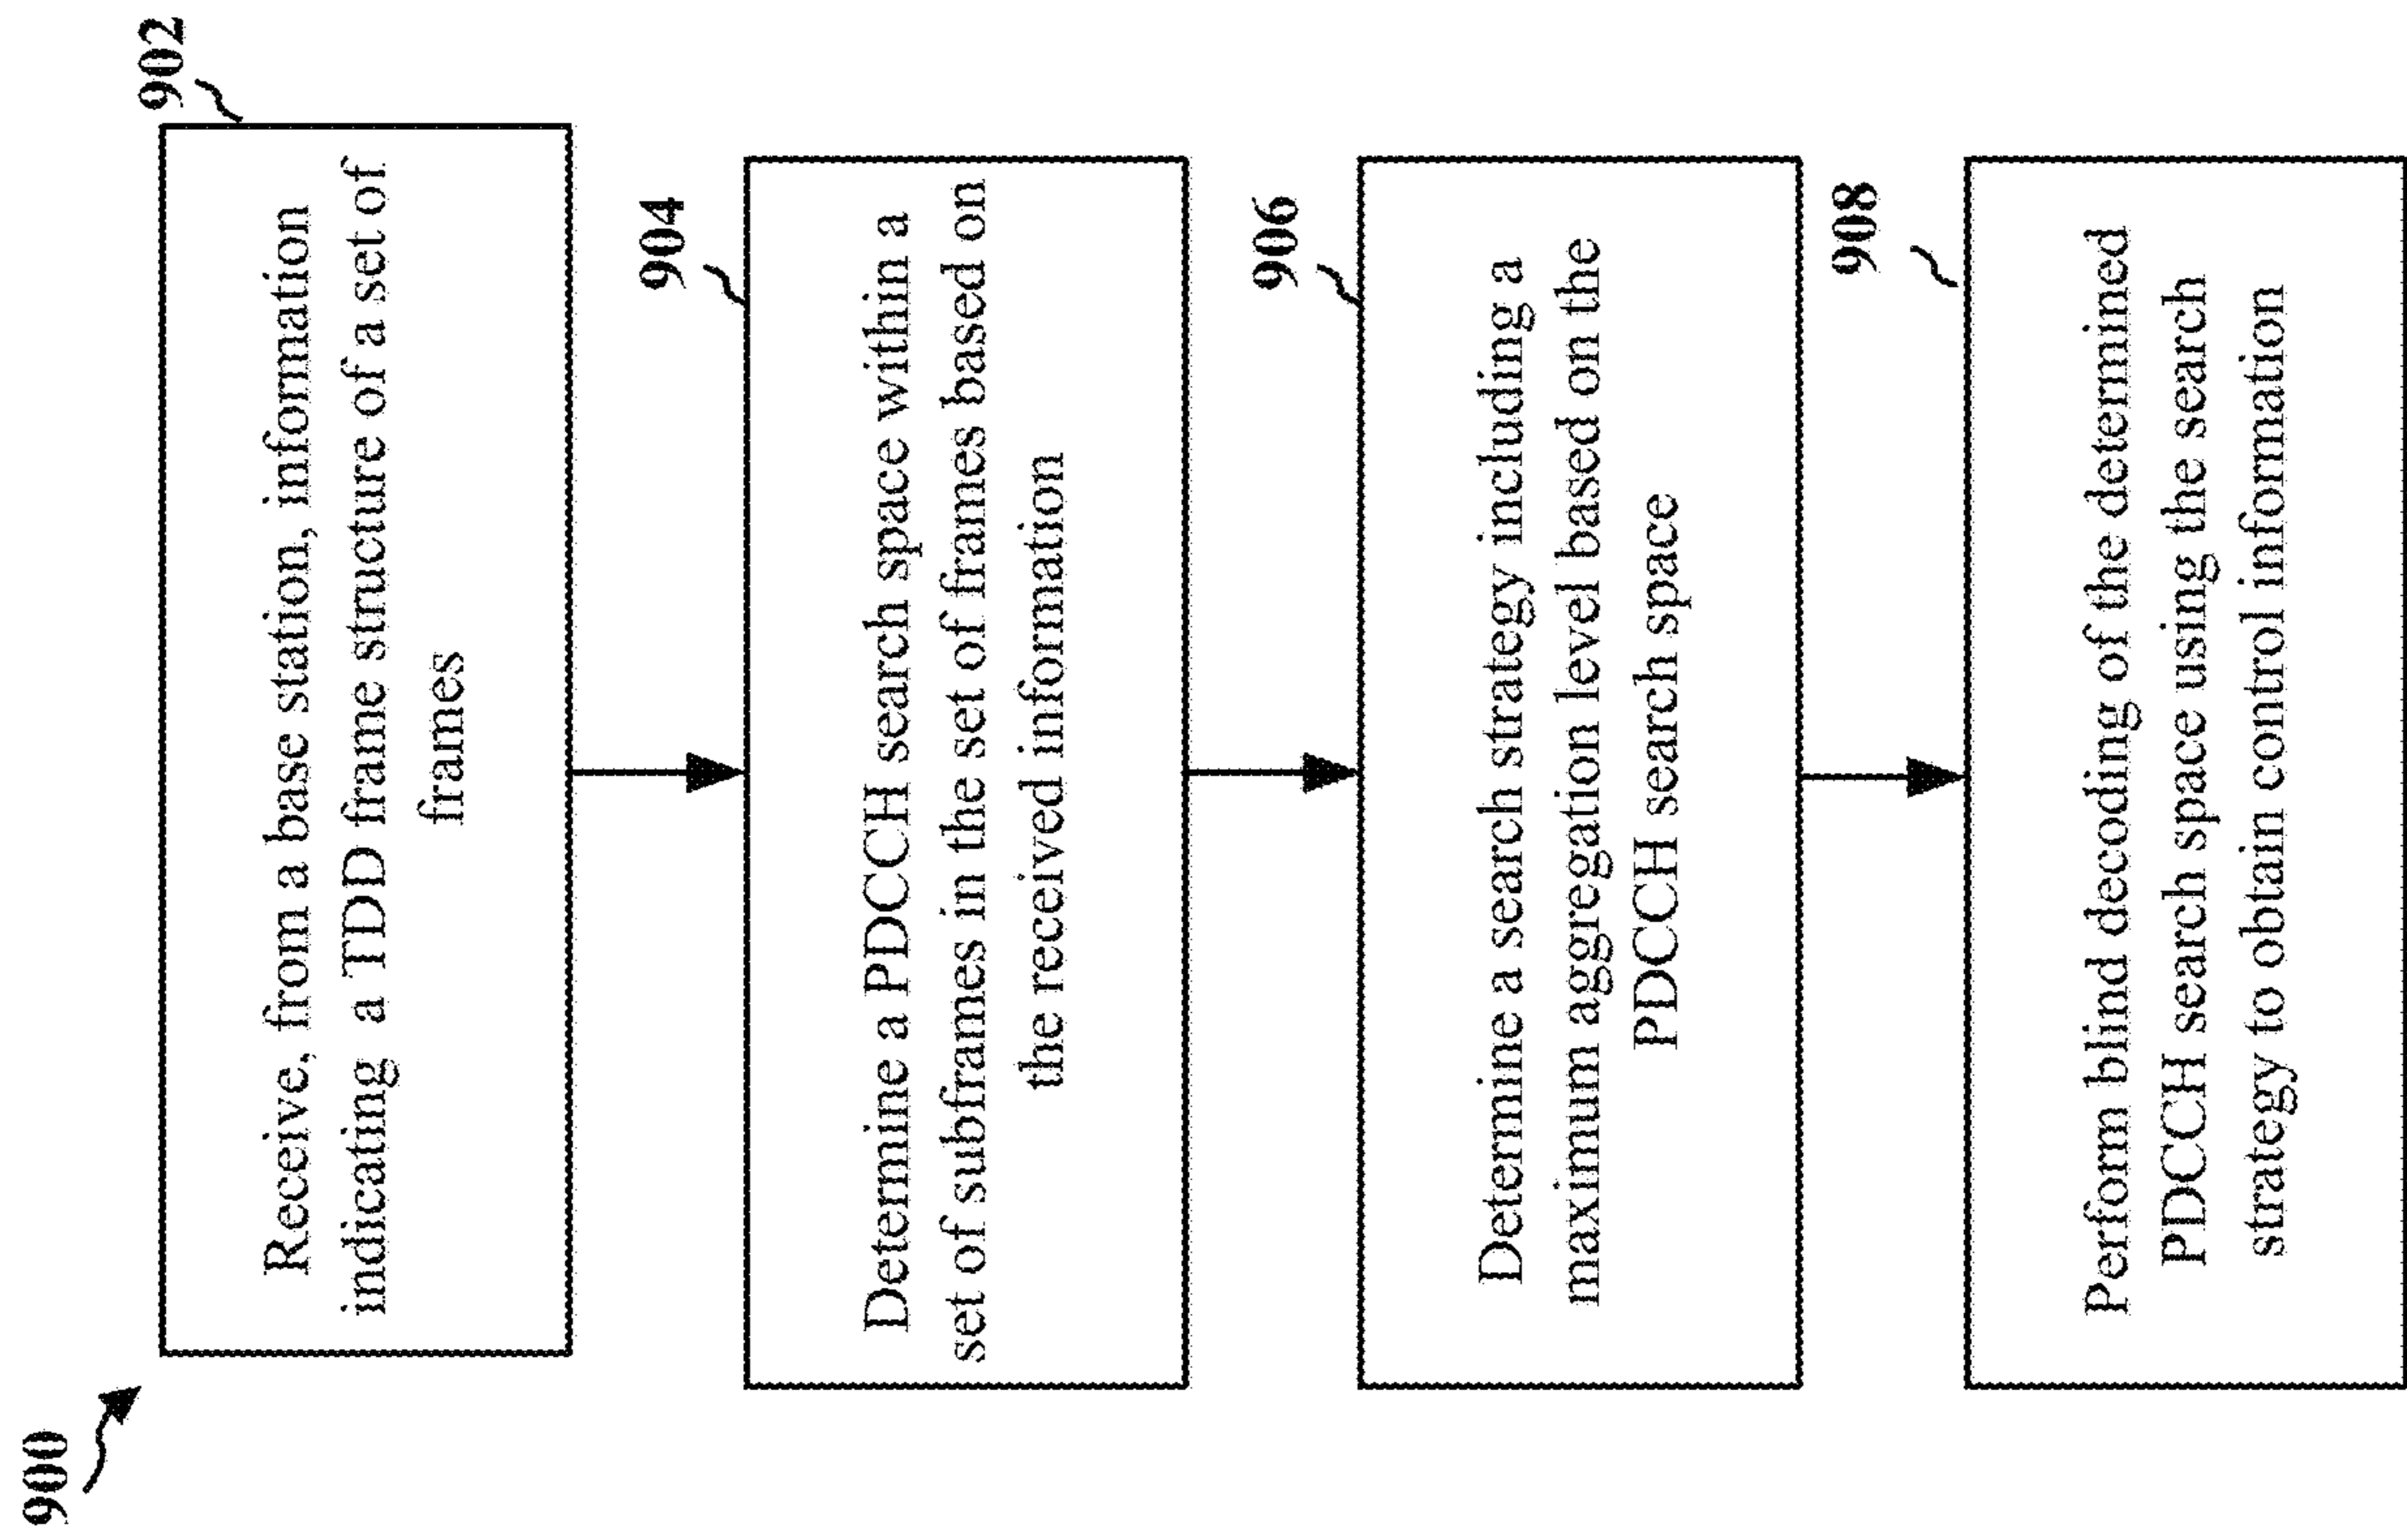 900
902
Receive, from a base station, information
indicating a TDD frame structure of a set of
frames
904
Determine a PDCCH search space within a
set of subframes in the set of frames based on
the received information
906
Determine a search strategy including a
maximum aggregation level based on the
PDCCH search space
908
Perform blind decoding of the determined
PDCCH search space using the search
strategy to obtain control information